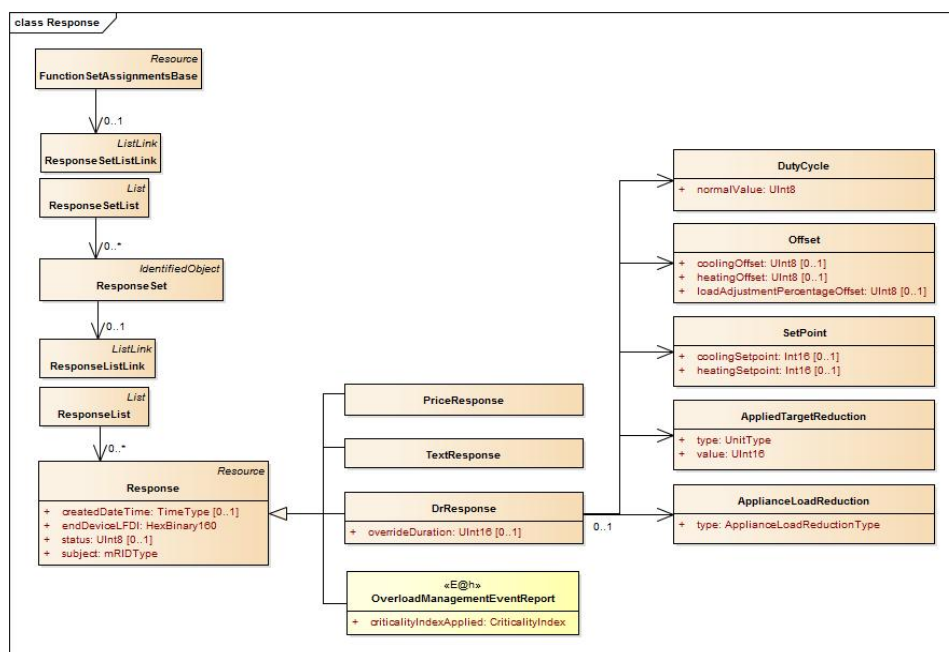 class Response
Resource
FunctionSetAssignmentsBase
0..1
ListLink
ResponseSetListLink
List
ResponseSetList
0..*
IdentifiedObject
ResponseSet
0..1
ListLink
ResponseListLink
List
ResponseList
0..*
Resource
Response
+ createdDateTime: TimeType [0..1]
+ endDeviceLFDI: HexBinary160
+ status: UInt8 [0..1]
+ subject: mRIDType
PriceResponse
TextResponse
DrResponse
+ overrideDuration: UInt16 [0..1]
0..1
«E@h»
OverloadManagementEventReport
+ criticalityIndexApplied: CriticalityIndex
DutyCycle
+ normalValue: UInt8
Offset
+ coolingOffset: UInt8 [0..1]
+ heatingOffset: UInt8 [0..1]
+ loadAdjustmentPercentageOffset: UInt8 [0..1]
SetPoint
+ coolingSetpoint: Int16 [0..1]
+ heatingSetpoint: Int16 [0..1]
AppliedTargetReduction
+ type: UnitType
+ value: UInt16
ApplianceLoadReduction
+ type: ApplianceLoadReductionType